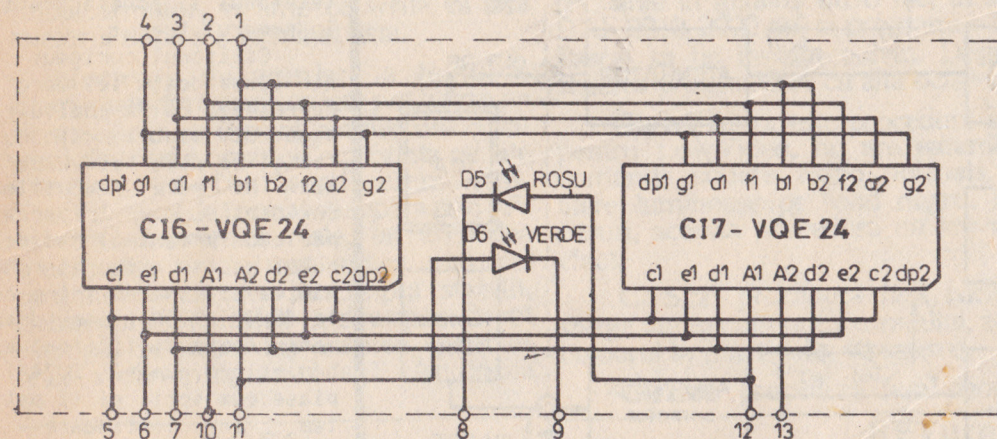 4 3 2 1
dp1 g1 a1 f1 b1 b2 f2 a2 g2
CI6-VQE 24
c1 e1 d1 A1 A2 d2 e2 c2 dp2
D5 ROSU
D6 VERDE
dp1 g1 a1 f1 b1 b2 f2 a2 g2
CI7-VQE 24
c1 e1 d1 A1 A2 d2 e2 c2 dp2
5 6 7 10 11 8 9 12 13